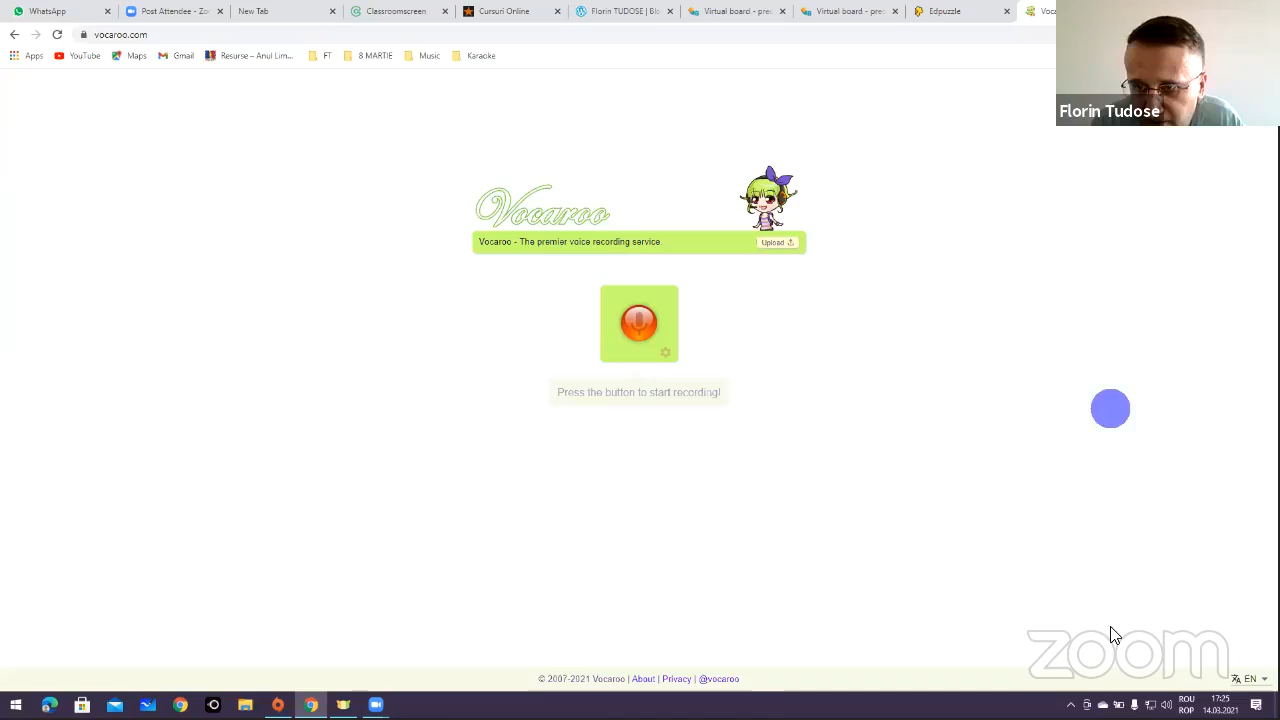 WhatsApp
Post Attendee - Zo
New Tab
Classroomscreen
Cursuri Online
Florin TUDOSE | Blo
Virtual board - pre
Virtual board - pre
Edpuzzle
Voc
vocaroo.com
Apps
YouTube
Maps
Gmail
Resurse – Anul Lim...
FT
8 MARTIE
Music
Karaoke
Florin Tudose
Vocaroo
Vocaroo - The premier voice recording service.
Upload
Press the button to start recording!
zoom
© 2007-2021 Vocaroo | About | Privacy | @vocaroo
EN
ROU
ROP
17:25
14.03.2021